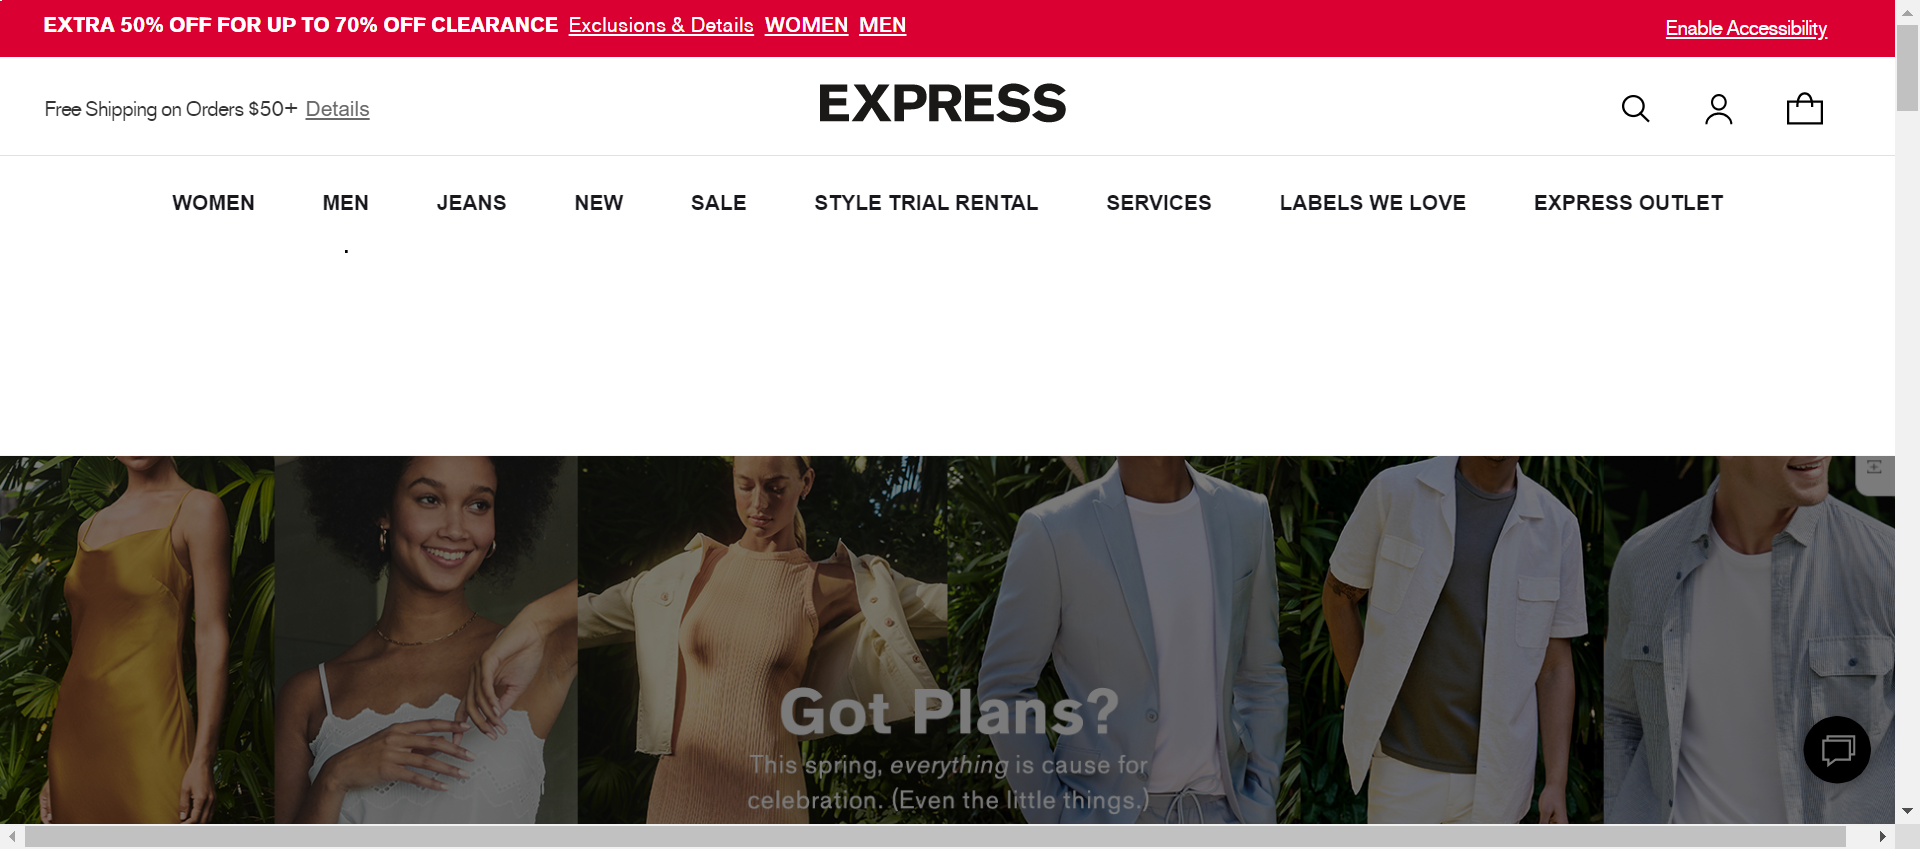 EXTRA 50% OFF FOR UP TO 70% OFF CLEARANCE Exclusions & Details WOMEN MEN
Enable Accessibility
Free Shipping on Orders $50+ Details
EXPRESS
WOMEN MEN JEANS NEW SALE STYLE TRIAL RENTAL SERVICES LABELS WE LOVE EXPRESS OUTLET
Got Plans?
This spring, everything is cause for
celebration. (Even the little things.)